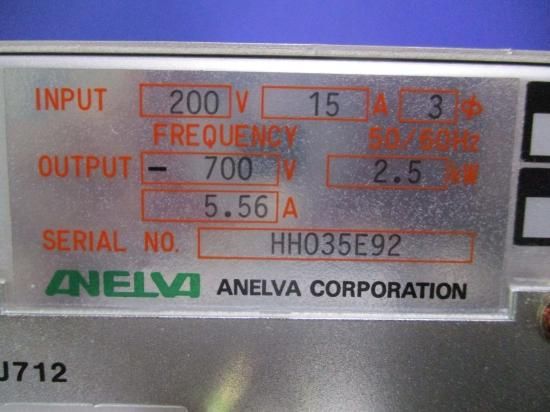 INPUT 200 V 15 A 3 ϕ
FREQUENCY 50/60Hz
OUTPUT - 700 V 2.5 kW
5.56 A
SERIAL NO. HH035E92
ANELVA ANELVA CORPORATION
J712